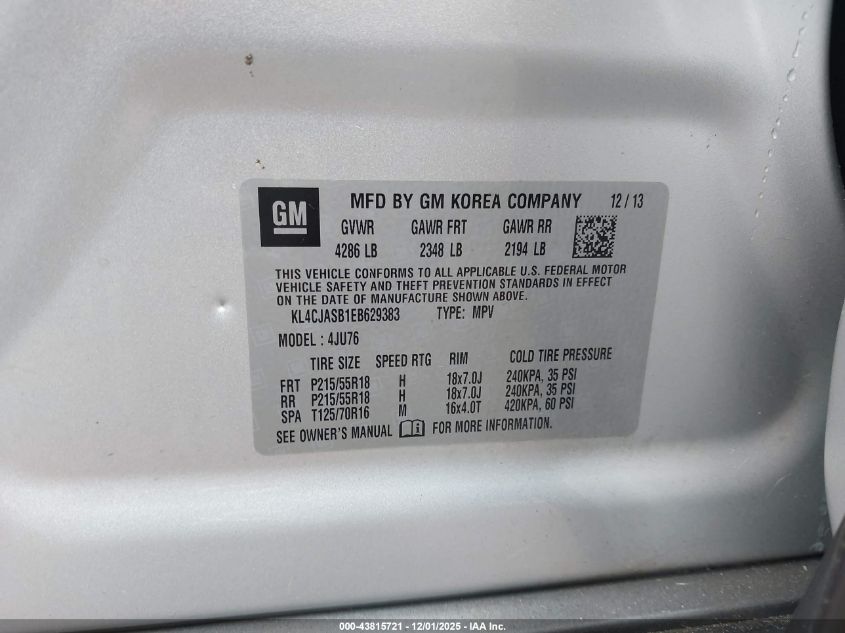 GM
MFD BY GM KOREA COMPANY 12 / 13
GVWR GAWR FRT GAWR RR
4286 LB 2348 LB 2194 LB
THIS VEHICLE CONFORMS TO ALL APPLICABLE U.S. FEDERAL MOTOR
VEHICLE SAFETY AND THEFT PREVENTION STANDARDS IN EFFECT
ON THE DATE OF MANUFACTURE SHOWN ABOVE.
KL4CJASB1EB629383 TYPE: MPV
MODEL : 4JU76
TIRE SIZE SPEED RTG RIM COLD TIRE PRESSURE
FRT P215/55R18 H 18x7.0J 240KPA, 35 PSI
RR P215/55R18 H 18x7.0J 240KPA, 35 PSI
SPA T125/70R16 M 16x4.0T 420KPA, 60 PSI
SEE OWNER'S MANUAL FOR MORE INFORMATION.
000-43815721 - 12/01/2025 - IAA Inc.